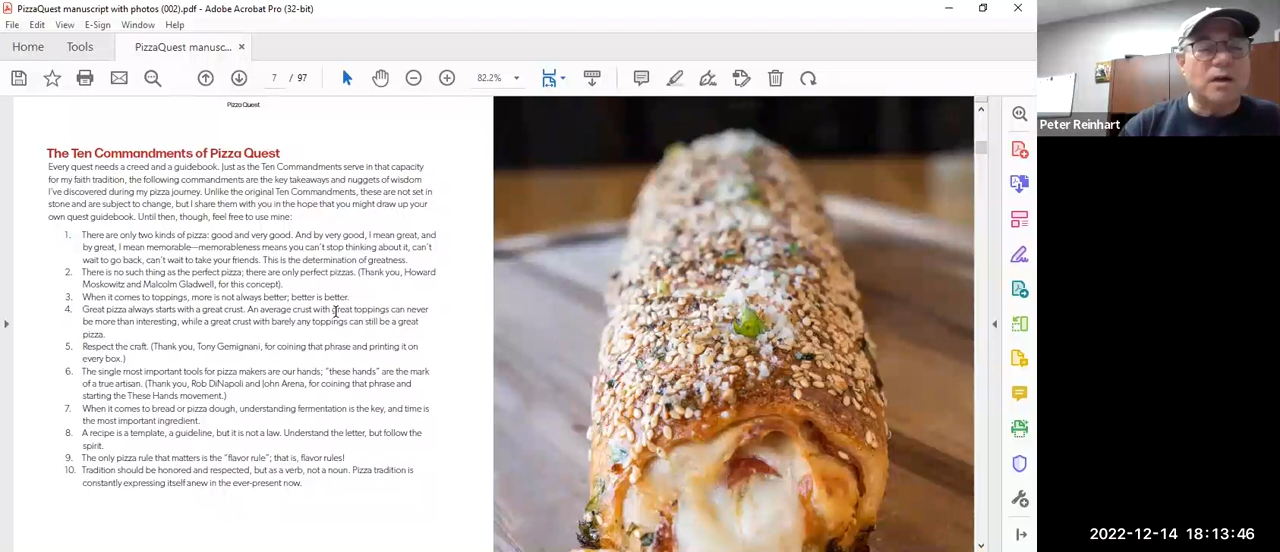 PizzaQuest manuscript with photos (002).pdf - Adobe Acrobat Pro (32-bit)
File Edit View E-Sign Window Help
Home Tools PizzaQuest manusc... ×
7 / 97 82.2%
Pizza Quest
The Ten Commandments of Pizza Quest
Every quest needs a creed and a guidebook. Just as the Ten Commandments serve in that capacity
for my faith tradition, the following commandments are the key takeaways and nuggets of wisdom
I've discovered during my pizza journey. Unlike the original Ten Commandments, these are not set in
stone and are subject to change, but I share them with you in the hope that you might draw up your
own quest guidebook. Until then, though, feel free to use mine:
1. There are only two kinds of pizza: good and very good. And by very good, I mean great, and
by great, I mean memorable—memorableness means you can't stop thinking about it, can't
wait to go back, can't wait to take your friends. This is the determination of greatness.
2. There is no such thing as the perfect pizza; there are only perfect pizzas. (Thank you, Howard
Moskowitz and Malcolm Gladwell, for this concept).
3. When it comes to toppings, more is not always better; better is better.
4. Great pizza always starts with a great crust. An average crust with great toppings can never
be more than interesting, while a great crust with barely any toppings can still be a great
pizza.
5. Respect the craft. (Thank you, Tony Gemignani, for coining that phrase and printing it on
every box.)
6. The single most important tools for pizza makers are our hands; "these hands" are the mark
of a true artisan. (Thank you, Rob DiNapoli and John Arena, for coining that phrase and
starting the These Hands movement.)
7. When it comes to bread or pizza dough, understanding fermentation is the key, and time is
the most important ingredient.
8. A recipe is a template, a guideline, but it is not a law. Understand the letter, but follow the
spirit.
9. The only pizza rule that matters is the "flavor rule"; that is, flavor rules!
10. Tradition should be honored and respected, but as a verb, not a noun. Pizza tradition is
constantly expressing itself anew in the ever-present now.
Peter Reinhart
2022-12-14 18:13:46